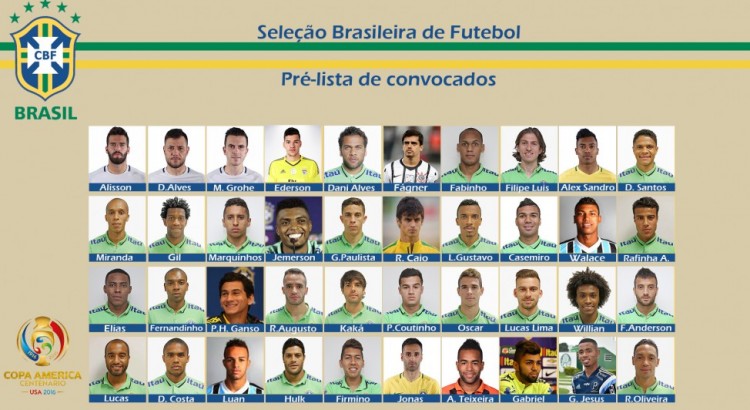 CBF
BRASIL
Seleção Brasileira de Futebol
Pré-lista de convocados
Alisson D.Alves M. Grohe Ederson Dani Alves Fágner Fabinho Filipe Luis Alex Sandro D. Santos
Miranda Gil Marquinhos Jemerson G.Paulista R. Caio L.Gustavo Casemiro Walace Rafinha A.
Elias Fernandinho P.H. Ganso R.Augusto Kaká P.Coutinho Oscar Lucas Lima Willian F.Anderson
Lucas D. Costa Luan Hulk Firmino Jonas A. Teixeira Gabriel G. Jesus R.Oliveira
COPA AMERICA
CENTENARIO
USA 2016